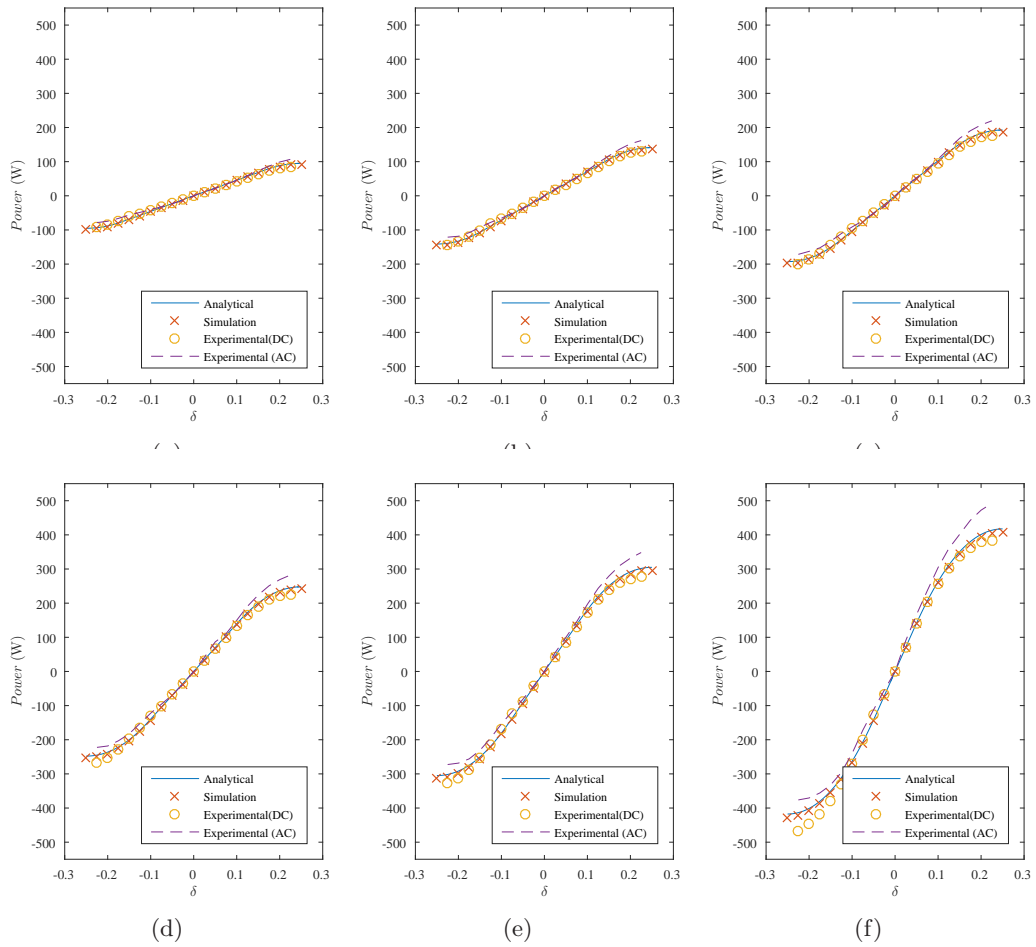 500
400
300
200
100
0
-100
-200
-300
-400
-500
Power (W)
-0.3 -0.2 -0.1 0 0.1 0.2 0.3
δ
Analytical
Simulation
Experimental(DC)
Experimental (AC)
500
400
300
200
100
0
-100
-200
-300
-400
-500
Power (W)
-0.3 -0.2 -0.1 0 0.1 0.2 0.3
δ
Analytical
Simulation
Experimental(DC)
Experimental (AC)
500
400
300
200
100
0
-100
-200
-300
-400
-500
Power (W)
-0.3 -0.2 -0.1 0 0.1 0.2 0.3
δ
Analytical
Simulation
Experimental(DC)
Experimental (AC)
500
400
300
200
100
0
-100
-200
-300
-400
-500
Power (W)
-0.3 -0.2 -0.1 0 0.1 0.2 0.3
δ
Analytical
Simulation
Experimental(DC)
Experimental (AC)
(d)
500
400
300
200
100
0
-100
-200
-300
-400
-500
Power (W)
-0.3 -0.2 -0.1 0 0.1 0.2 0.3
δ
Analytical
Simulation
Experimental(DC)
Experimental (AC)
(e)
500
400
300
200
100
0
-100
-200
-300
-400
-500
Power (W)
-0.3 -0.2 -0.1 0 0.1 0.2 0.3
δ
Analytical
Simulation
Experimental(DC)
Experimental (AC)
(f)